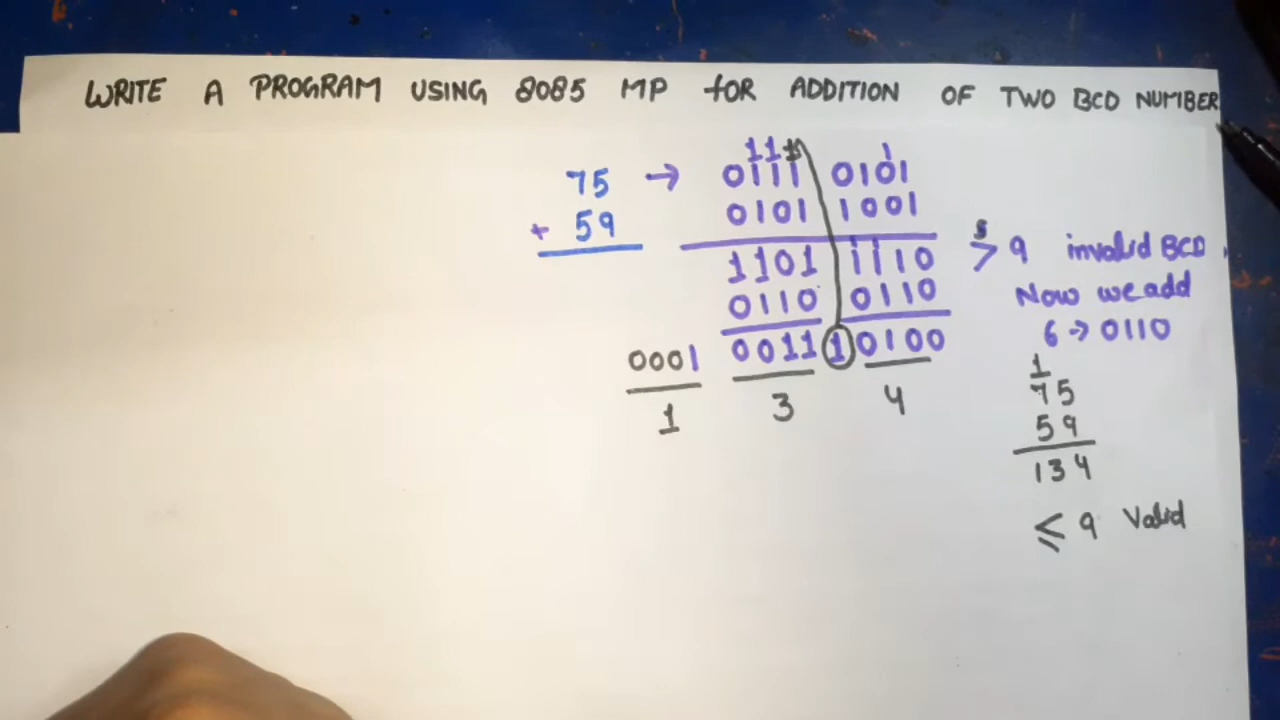 WRITE A PROGRAM USING 8085 MP FOR ADDITION OF TWO BCD NUMBER
111 1
75 → 0111 0101
+ 59 0101 1001
1101 1110 > 9 invalid BCD
0110 0110 Now we add
0001 0011 1 0100 6 → 0110
1 3 4
1
75
59
134
≤ 9 Valid